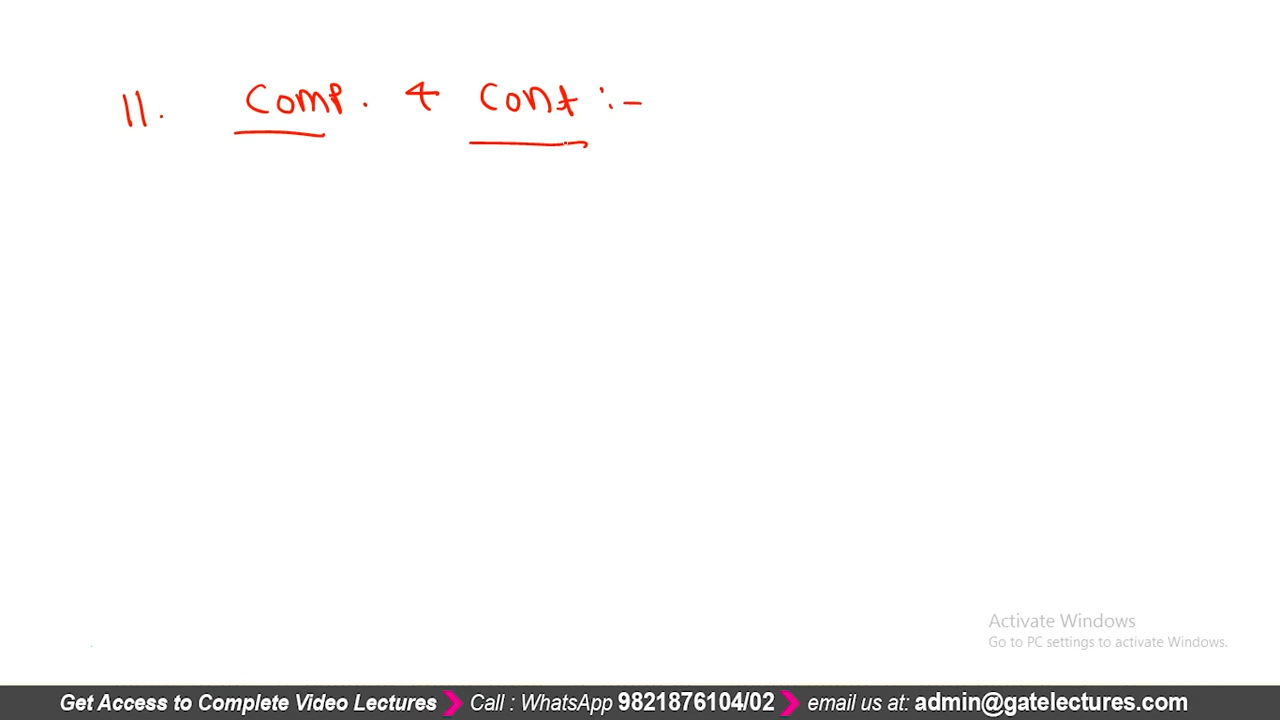 11. Comp. & Cont :-
Activate Windows
Go to PC settings to activate Windows.
Get Access to Complete Video Lectures Call : WhatsApp 9821876104/02 email us at: admin@gatelectures.com